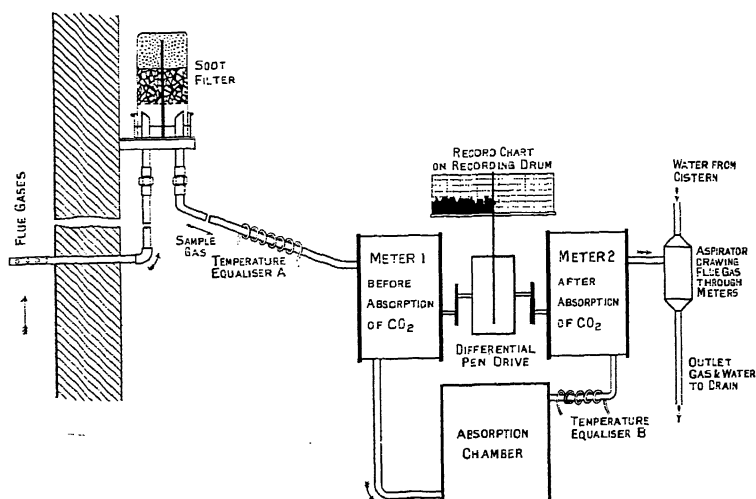 SOOT
FILTER
FLUE GASES
SAMPLE
GAS
TEMPERATURE
EQUALISER A
RECORD CHART
ON RECORDING DRUM
WATER FROM
CISTERN
METER 1
BEFORE
ABSORPTION
OF CO2
METER 2
AFTER
ABSORPTION
OF CO2
ASPIRATOR
DRAWING
FLUE GAS
THROUGH
METERS
DIFFERENTIAL
PEN DRIVE
OUTLET
GAS & WATER
TO DRAIN
TEMPERATURE
EQUALISER B
ABSORPTION
CHAMBER